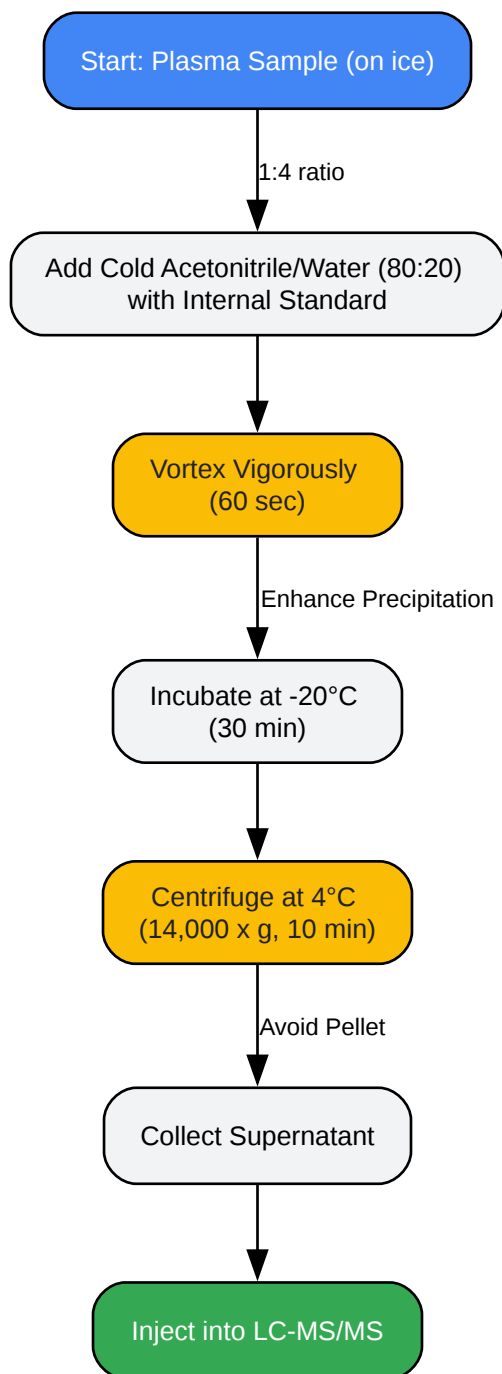 Start: Plasma Sample (on ice)
1:4 ratio
Add Cold Acetonitrile/Water (80:20)
with Internal Standard
Vortex Vigorously
(60 sec)
Enhance Precipitation
Incubate at -20°C
(30 min)
Centrifuge at 4°C
(14,000 x g, 10 min)
Avoid Pellet
Collect Supernatant
Inject into LC-MS/MS